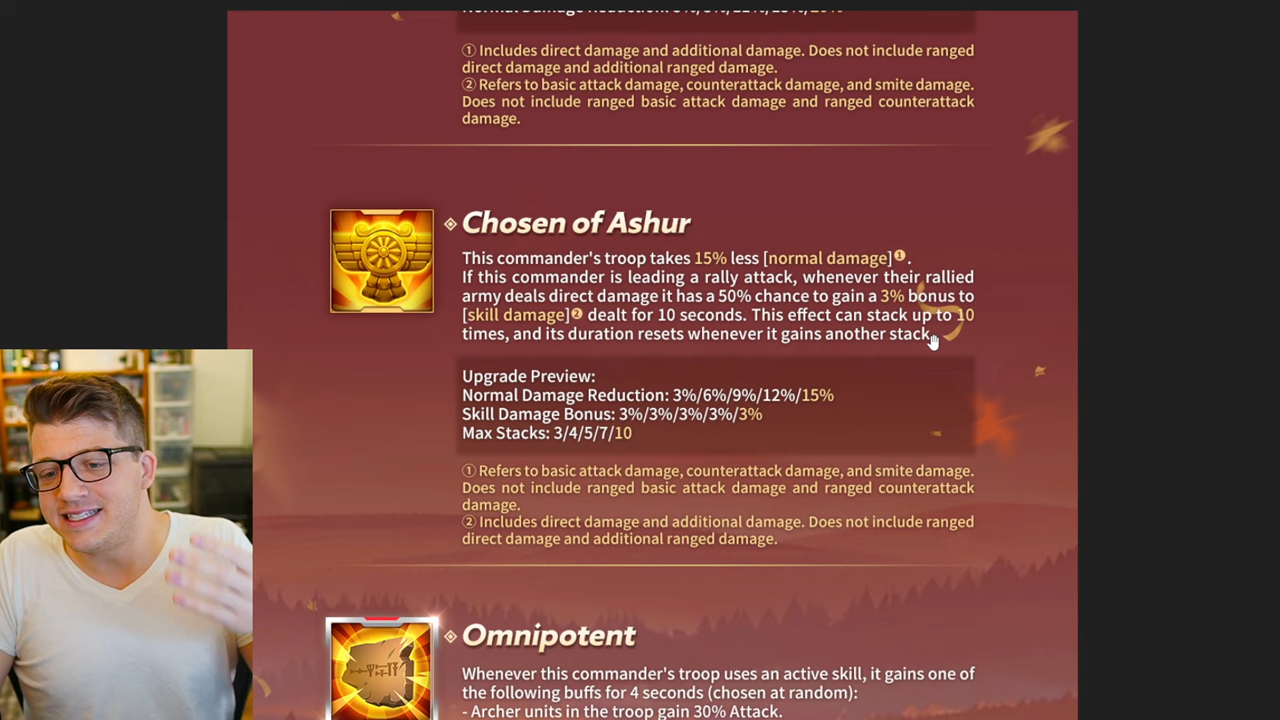 ① Includes direct damage and additional damage. Does not include ranged
direct damage and additional ranged damage.
② Refers to basic attack damage, counterattack damage, and smite damage.
Does not include ranged basic attack damage and ranged counterattack
damage.
Chosen of Ashur
This commander's troop takes 15% less [normal damage]❶.
If this commander is leading a rally attack, whenever their rallied
army deals direct damage it has a 50% chance to gain a 3% bonus to
[skill damage]❷ dealt for 10 seconds. This effect can stack up to 10
times, and its duration resets whenever it gains another stack.
Upgrade Preview:
Normal Damage Reduction: 3%/6%/9%/12%/15%
Skill Damage Bonus: 3%/3%/3%/3%/3%
Max Stacks: 3/4/5/7/10
① Refers to basic attack damage, counterattack damage, and smite damage.
Does not include ranged basic attack damage and ranged counterattack
damage.
② Includes direct damage and additional damage. Does not include ranged
direct damage and additional ranged damage.
Omnipotent
Whenever this commander's troop uses an active skill, it gains one of
the following buffs for 4 seconds (chosen at random):
- Archer units in the troop gain 30% Attack.